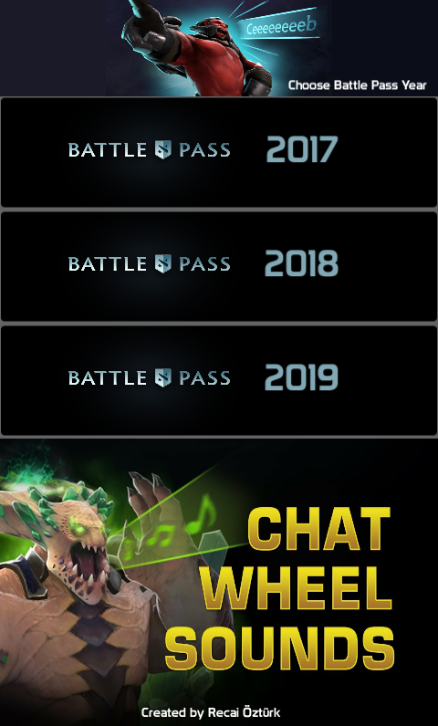 Ceeeeeeeeb
Choose Battle Pass Year
BATTLE PASS 2017
BATTLE PASS 2018
BATTLE PASS 2019
CHAT
WHEEL
SOUNDS
Created by Recai Öztürk